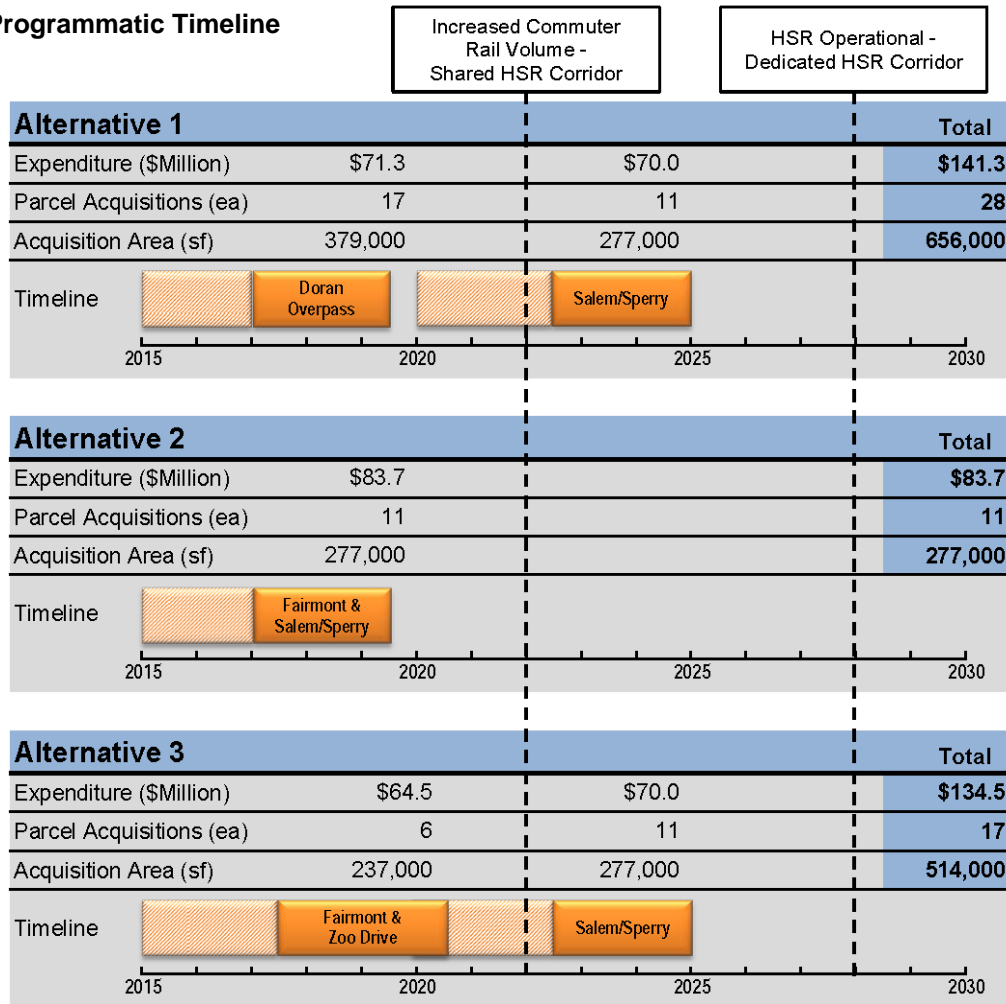 Programmatic Timeline
Increased Commuter
Rail Volume -
Shared HSR Corridor
HSR Operational -
Dedicated HSR Corridor
Alternative 1 Total
Expenditure ($Million) $71.3 $70.0 $141.3
Parcel Acquisitions (ea) 17 11 28
Acquisition Area (sf) 379,000 277,000 656,000
Timeline
Doran
Overpass
Salem/Sperry
2015 2020 2025 2030
Alternative 2 Total
Expenditure ($Million) $83.7 $83.7
Parcel Acquisitions (ea) 11 11
Acquisition Area (sf) 277,000 277,000
Timeline
Fairmont &
Salem/Sperry
2015 2020 2025 2030
Alternative 3 Total
Expenditure ($Million) $64.5 $70.0 $134.5
Parcel Acquisitions (ea) 6 11 17
Acquisition Area (sf) 237,000 277,000 514,000
Timeline
Fairmont &
Zoo Drive
Salem/Sperry
2015 2020 2025 2030